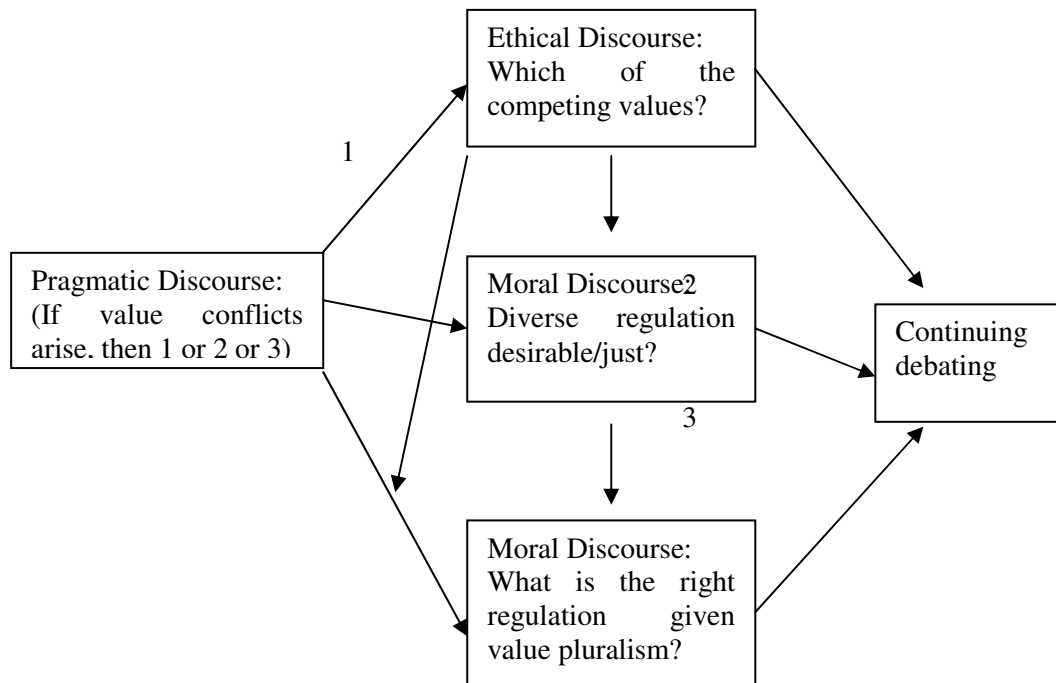 Ethical Discourse:
Which of the
competing values?
1
Pragmatic Discourse:
(If value conflicts
arise, then 1 or 2 or 3)
Moral Discourse:
2
Diverse regulation
desirable/just?
Continuing
debating
3
Moral Discourse:
What is the right
regulation given
value pluralism?